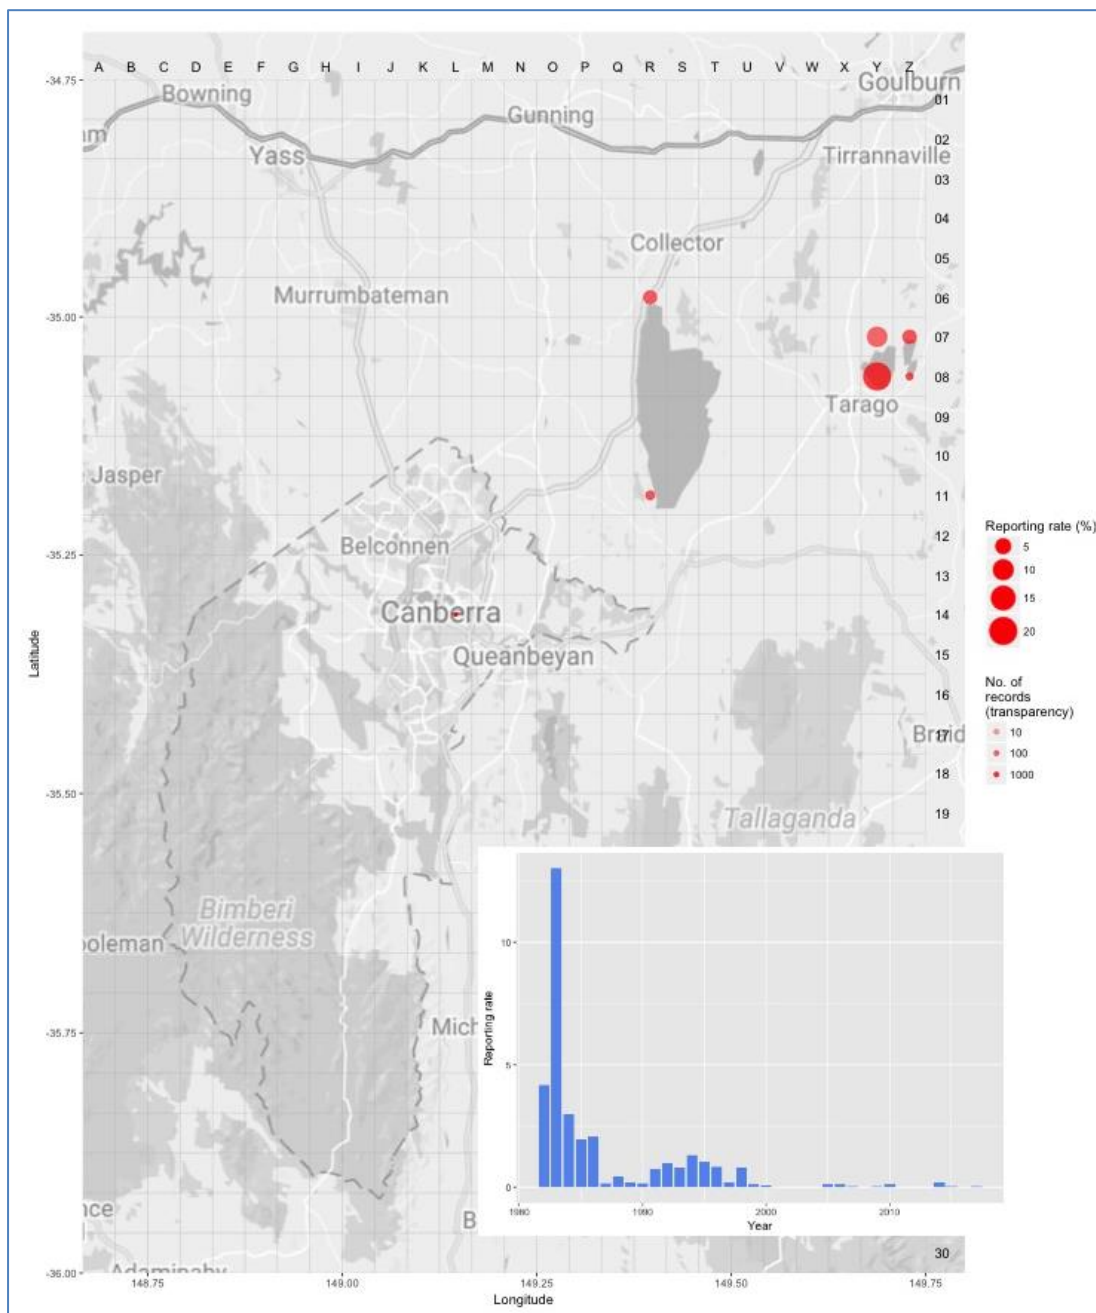 A B C D E F G H I J K L M N O P Q R S T U V W X Y Z
-34.75
Goulburn
Bowning
01
Gunning
02
am
Yass
Tirrannaville
03
04
Collector
05
Murrumbateman
06
-35.00
07
08
Tarago
09
10
Jasper
11
Reporting rate (%)
12
5
Belconnen
-35.25
10
13
15
Canberra
14
20
Queanbeyan
15
Latitude
No. of
records
(transparency)
16
10
17
Braid
100
18
1000
-35.50
19
Tallaganda
Bimberi
Wilderness
ooleman
10
-35.75
Mich
Reporting rate
5
0
1980 1990 2000 2010
Year
nce
B
30
Adaminaby
-36.00
148.75 149.00 149.25 149.50 149.75
Longitude